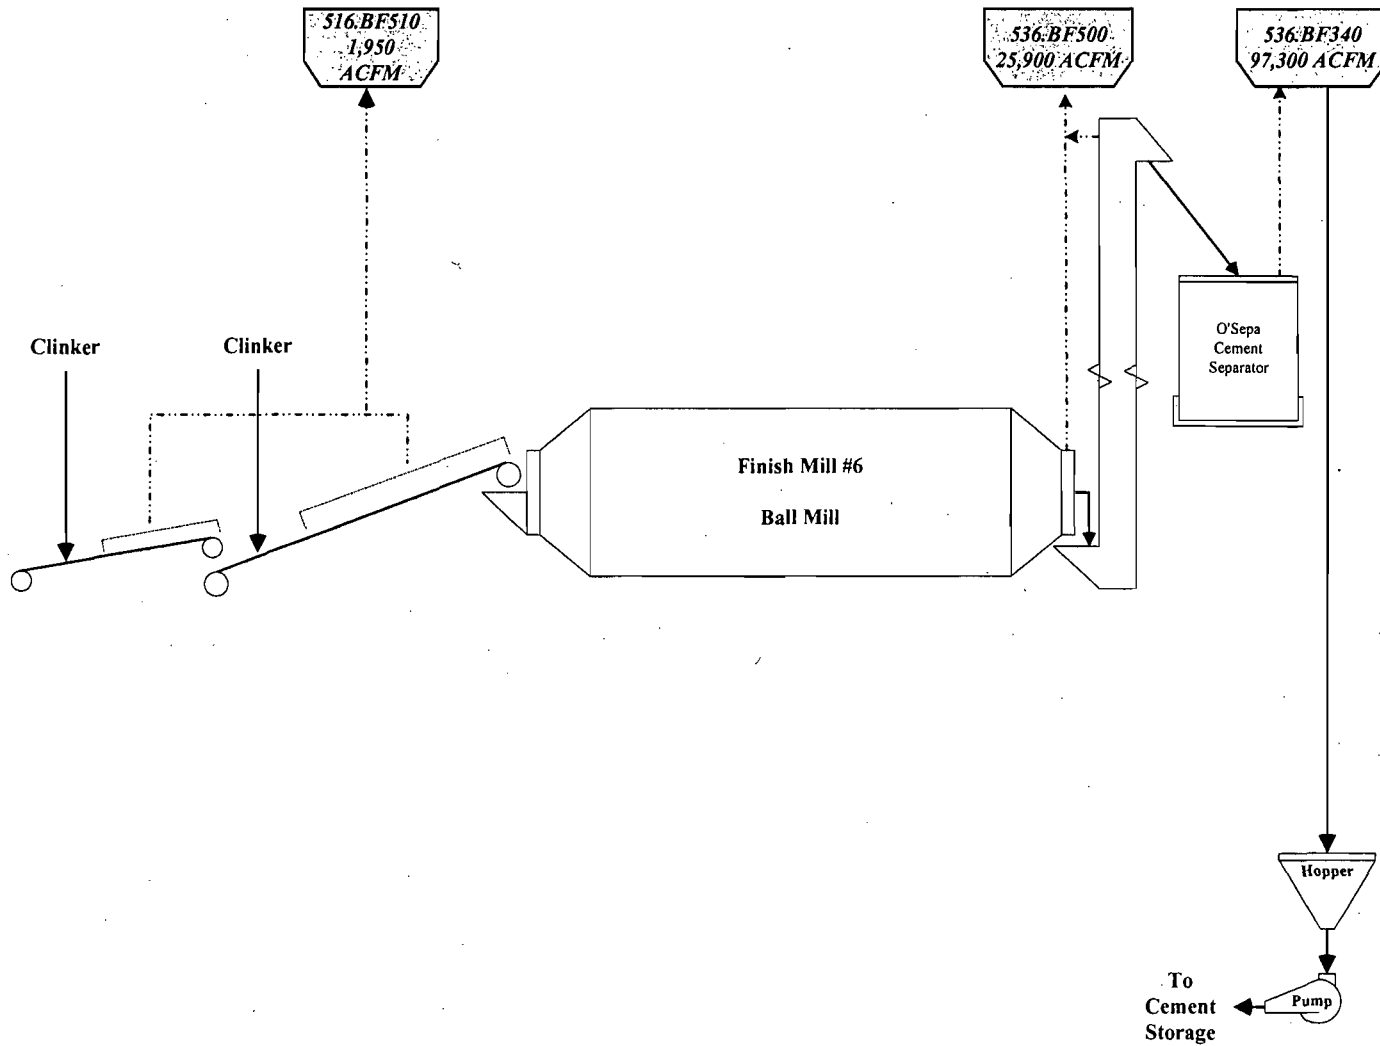 516.BF510
1,950
ACFM
536.BF500
25,900 ACFM
536.BF340
97,300 ACFM
O'Sepa
Cement
Separator
Clinker
Clinker
Finish Mill #6
Ball Mill
Hopper
Pump
To
Cement
Storage